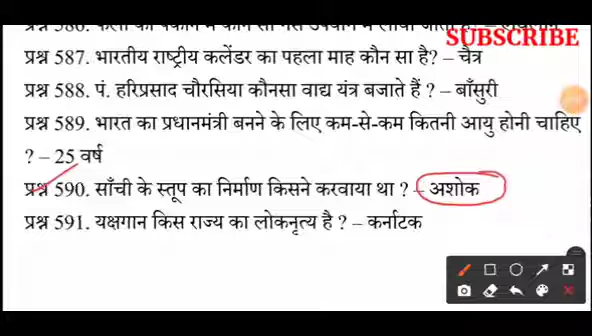 SUBSCRIBE
प्रश्न 587. भारतीय राष्ट्रीय कलेंडर का पहला माह कौन सा है? – चैत्र
प्रश्न 588. पं. हरिप्रसाद चौरसिया कौनसा वाद्य यंत्र बजाते हैं ? – बाँसुरी
प्रश्न 589. भारत का प्रधानमंत्री बनने के लिए कम-से-कम कितनी आयु होनी चाहिए
? – 25 वर्ष
प्रश्न 590. साँची के स्तूप का निर्माण किसने करवाया था ? – अशोक
प्रश्न 591. यक्षगान किस राज्य का लोकनृत्य है ? – कर्नाटक